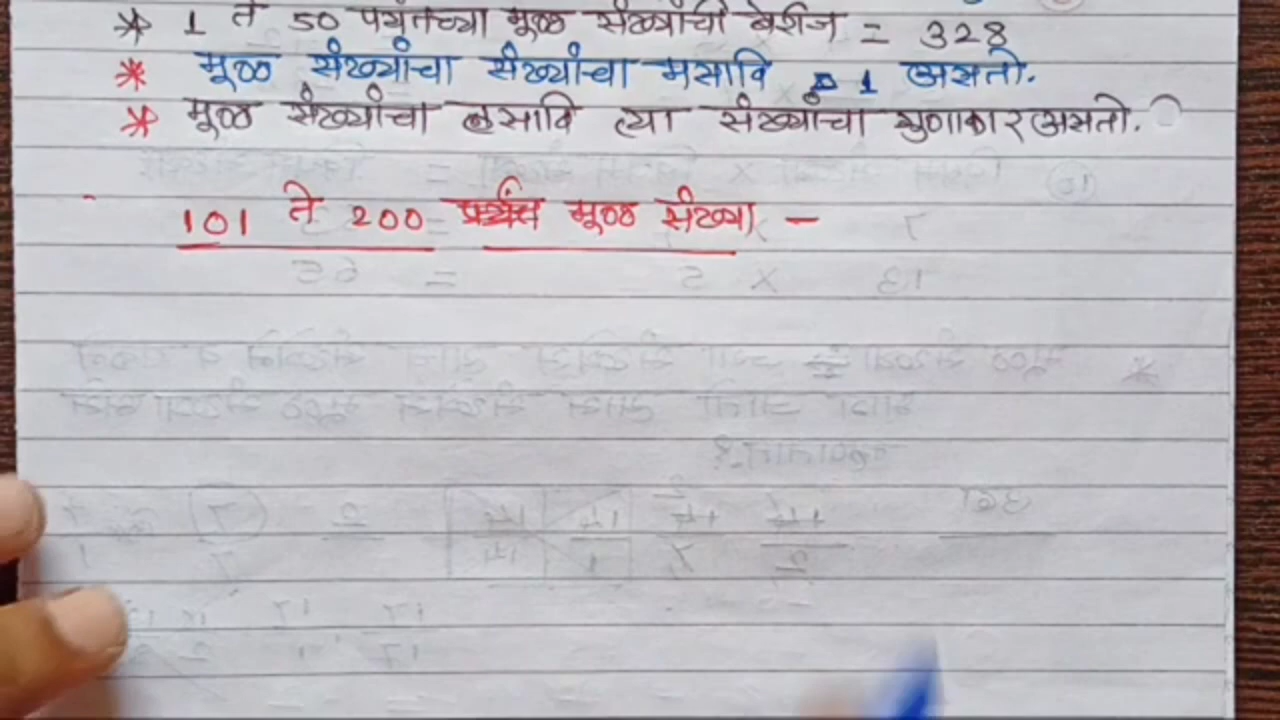 * 1 ते 50 पर्यंतच्या मूळ संख्यांची बेरीज = 328
* मूळ संख्यांचा संख्यांचा मसावि 1 असतो.
* मूळ संख्यांचा लसावि त्या संख्यांचा गुणाकार असतो.
101 ते 200 पर्यंत मूळ संख्या -